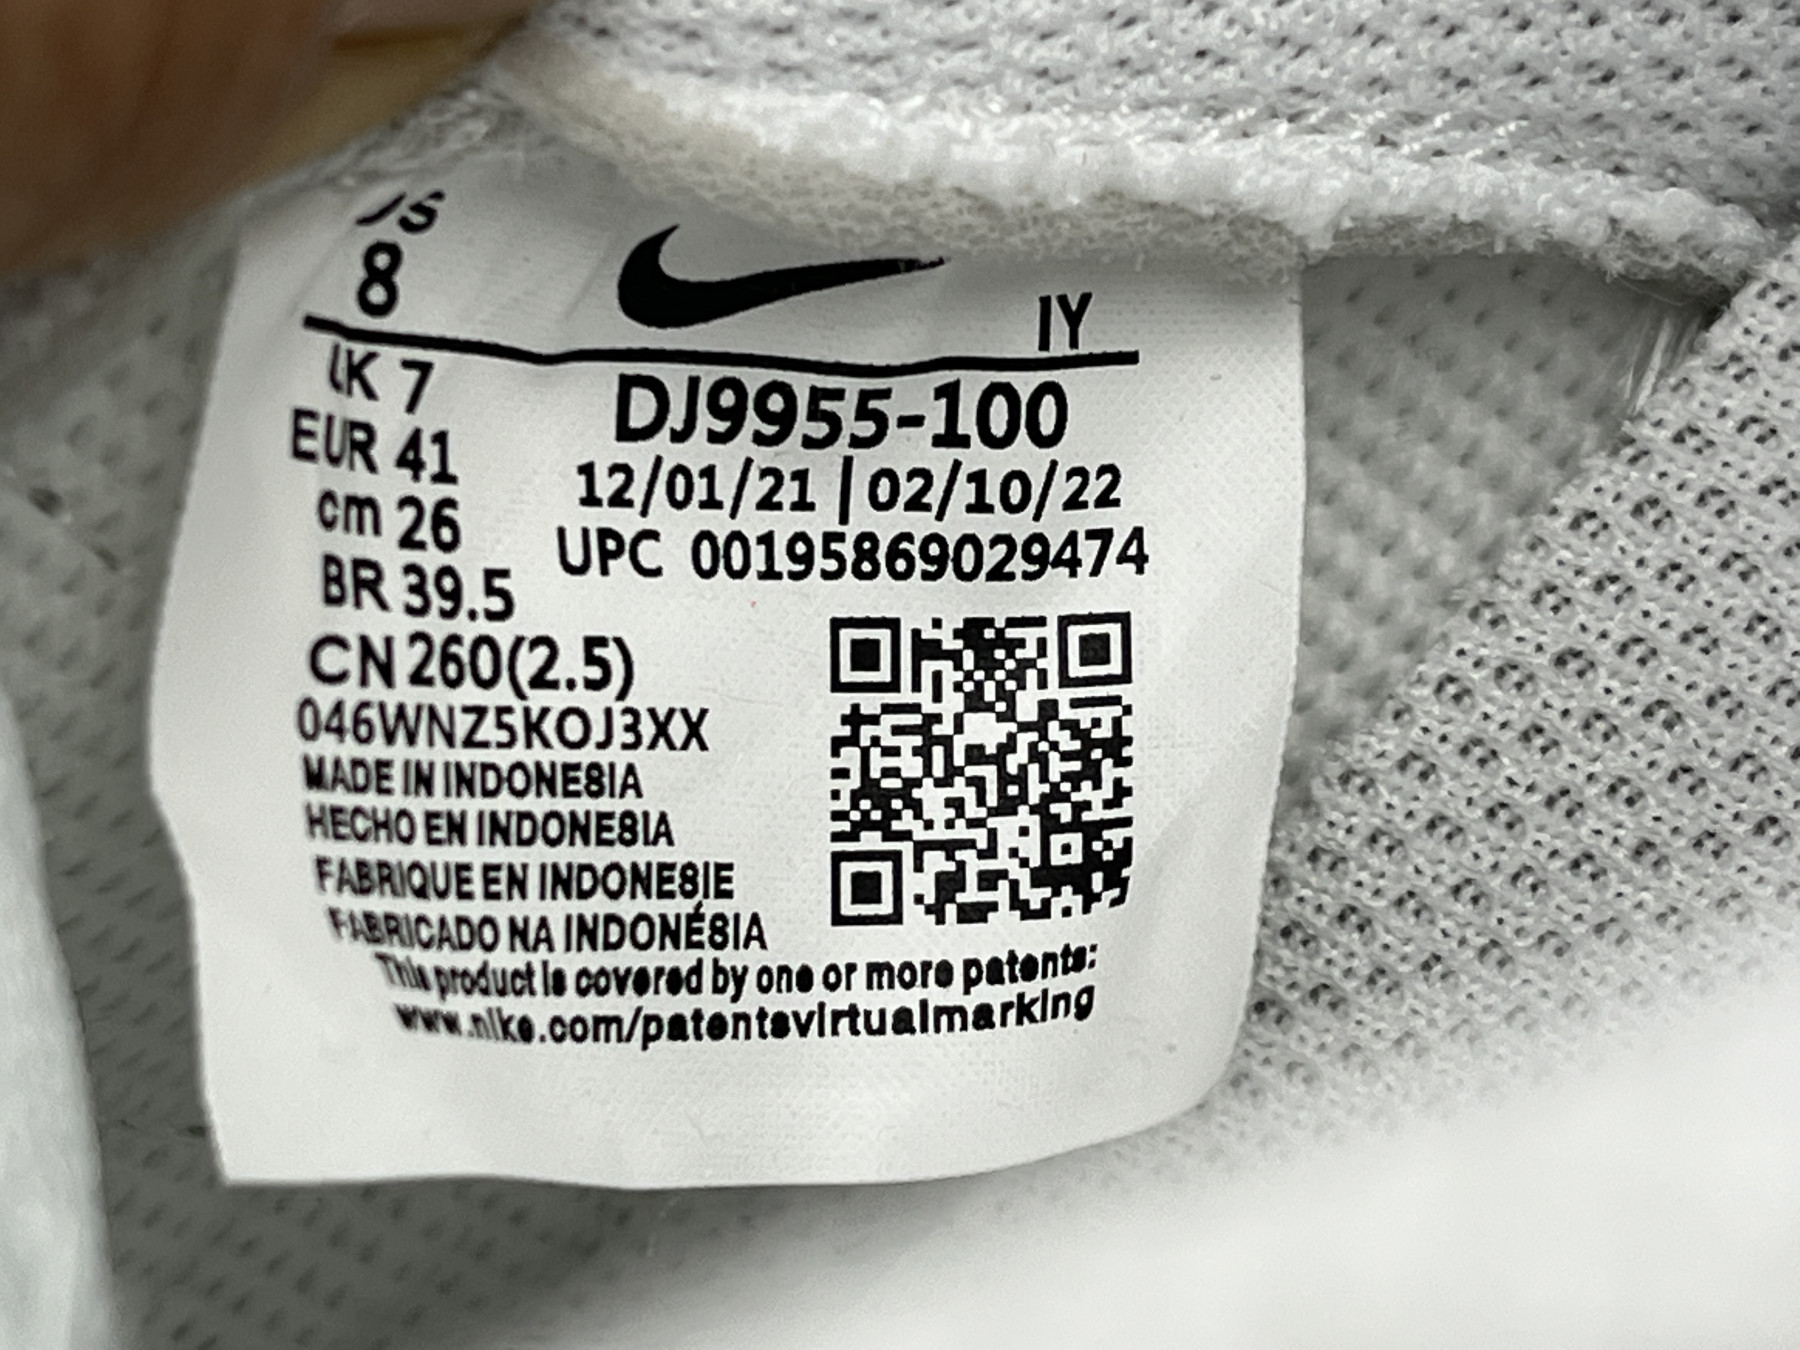 US
8
IY
UK 7
DJ9955-100
EUR 41
12/01/21 | 02/10/22
cm 26
UPC 00195869029474
BR 39.5
CN 260(2.5)
046WNZ5KOJ3XX
MADE IN INDONESIA
HECHO EN INDONESIA
FABRIQUE EN INDONESIE
FABRICADO NA INDONÉSIA
This product is covered by one or more patents:
www.nike.com/patentsvirtualmarking